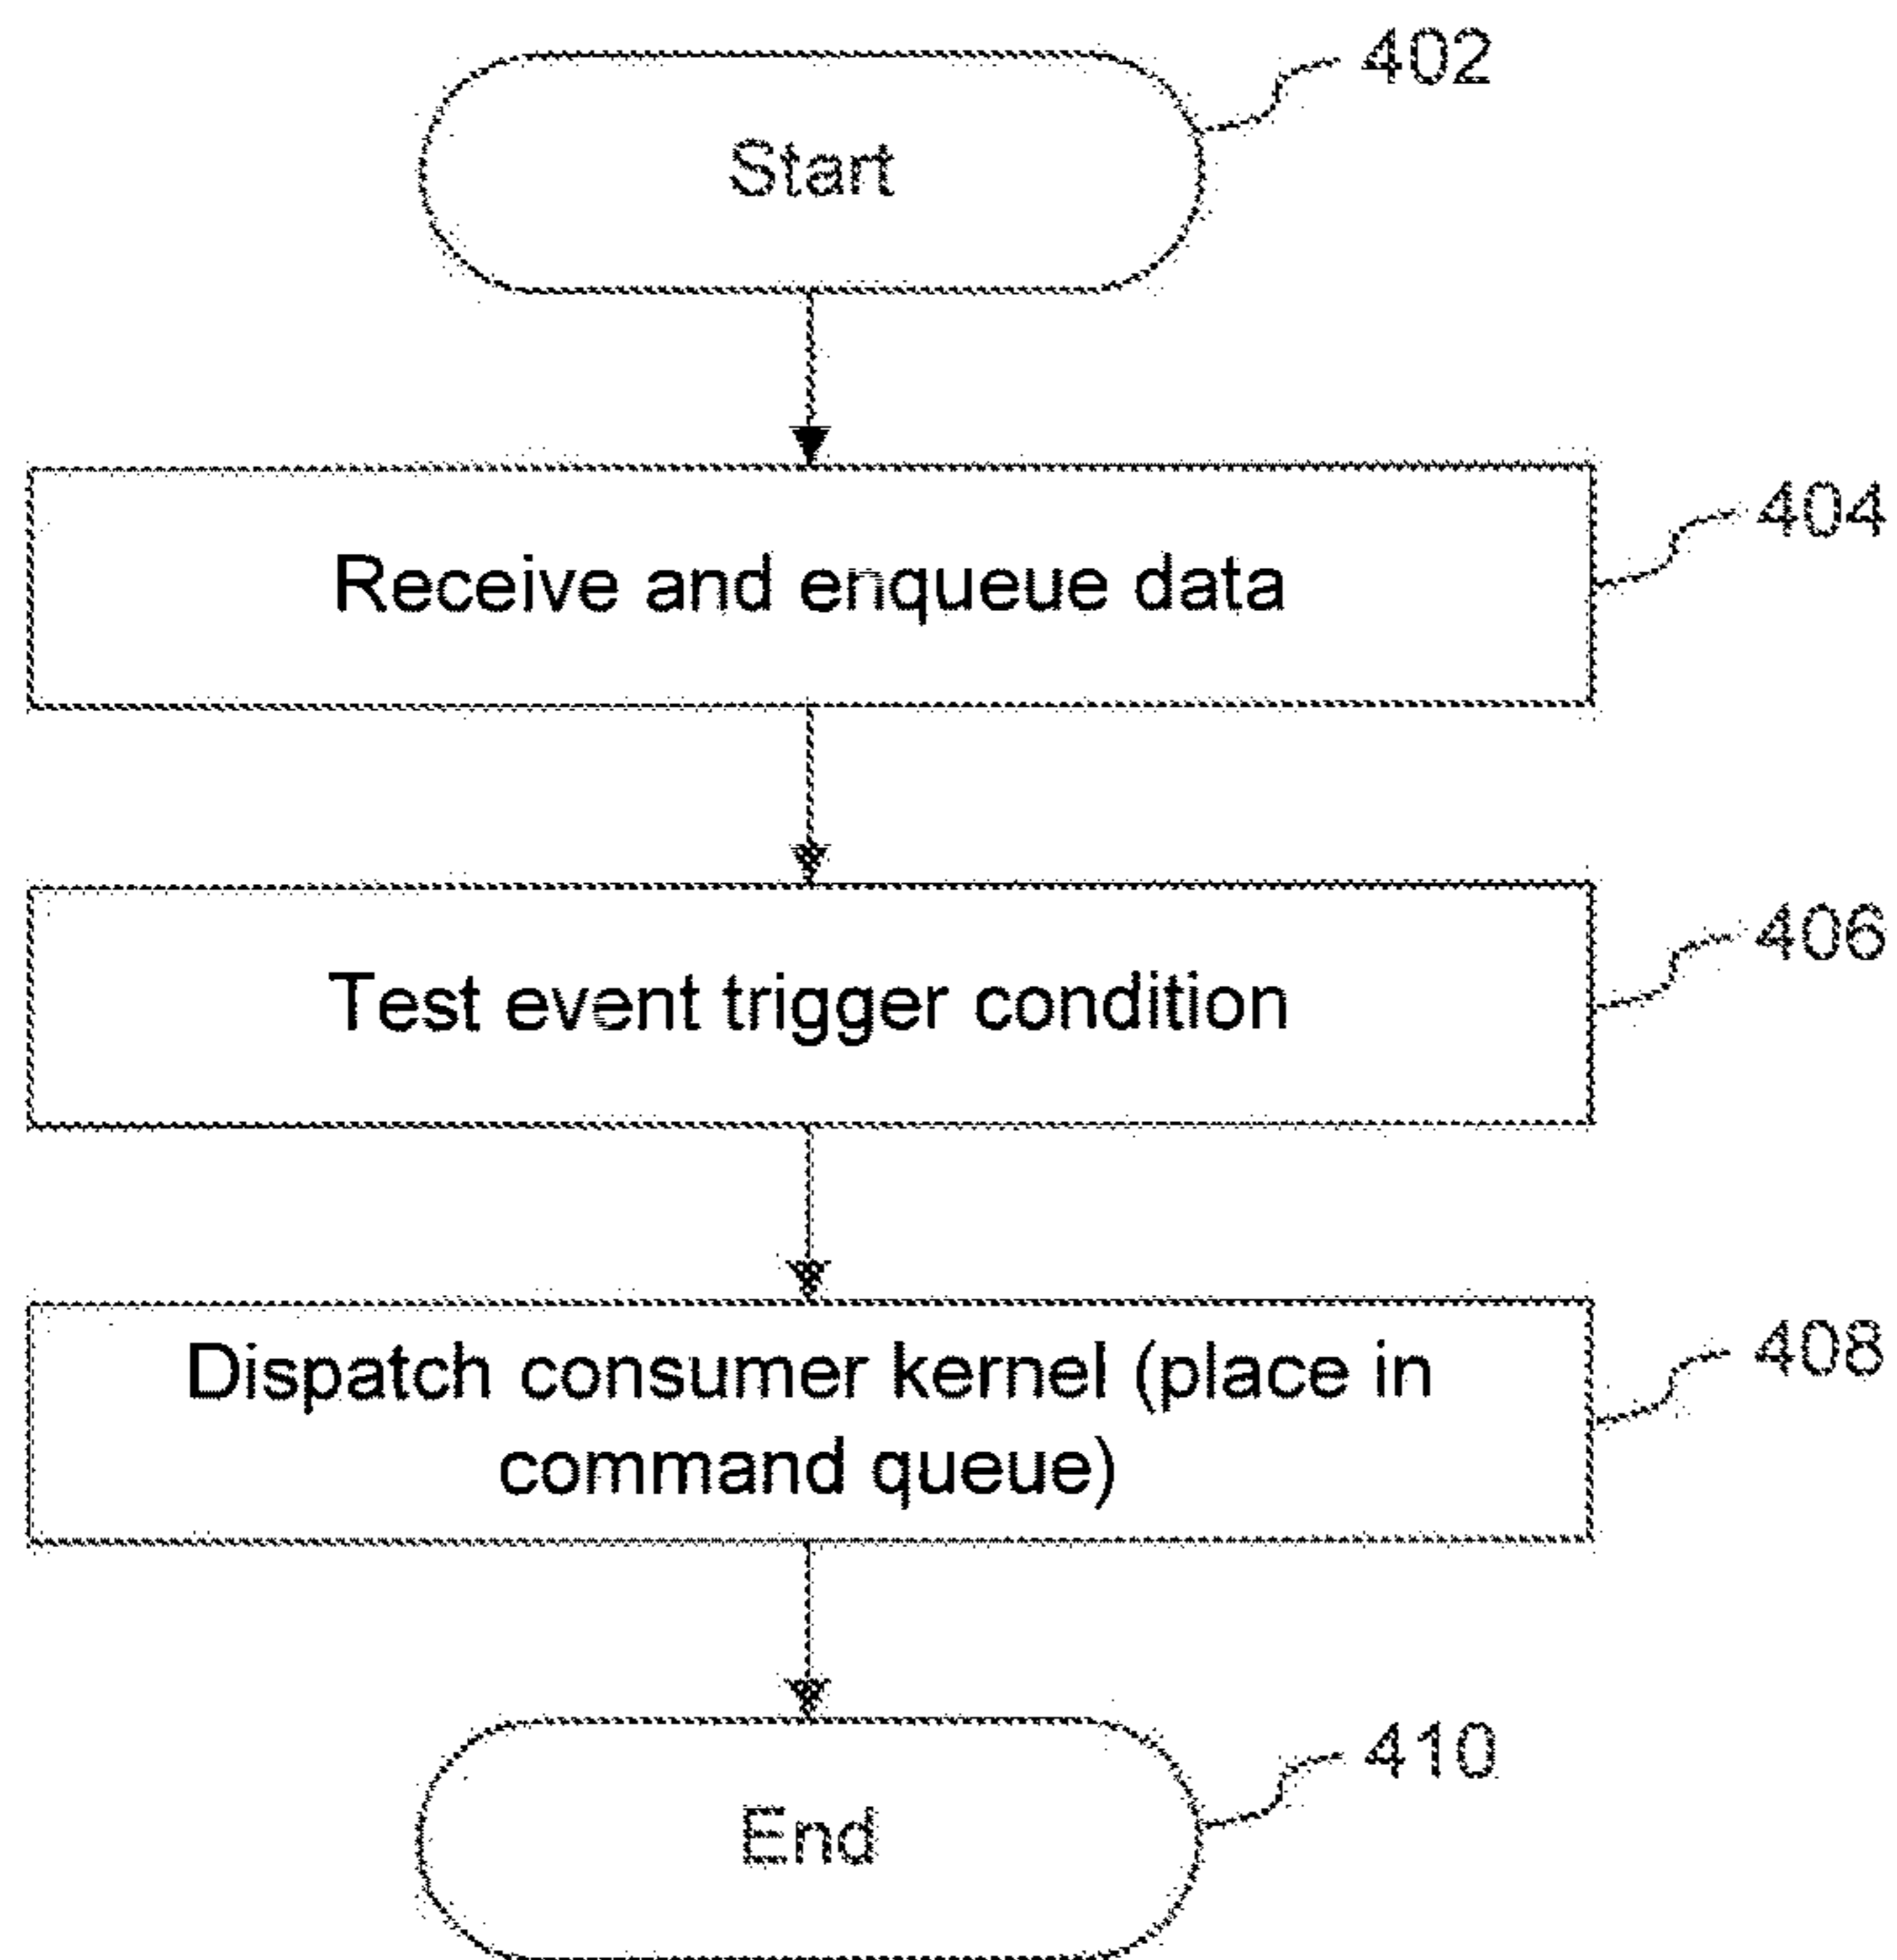 402
Start
404
Receive and enqueue data
406
Test event trigger condition
408
Dispatch consumer kernel (place in
command queue)
410
End